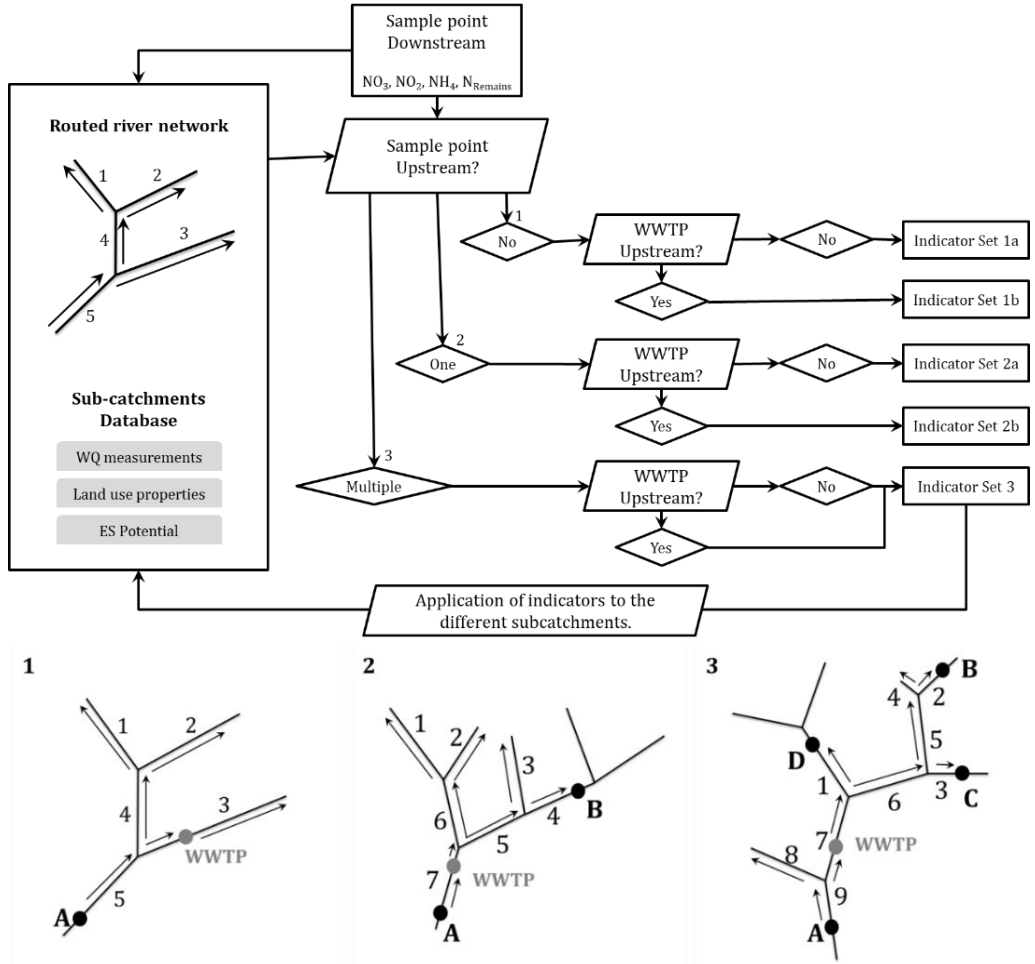 Sample point
Downstream
NO₃, NO₂, NH₄, N_Remains
Routed river network
1
2
3
4
5
Sub-catchments
Database
WQ measurements
Land use properties
ES Potential
Sample point
Upstream?
1
No
WWTP
Upstream?
No
Indicator Set 1a
Yes
Indicator Set 1b
2
One
WWTP
Upstream?
No
Indicator Set 2a
Yes
Indicator Set 2b
3
Multiple
WWTP
Upstream?
No
Indicator Set 3
Yes
Application of indicators to the
different subcatchments.
1
1
2
3
4
WWTP
5
A
2
1
2
3
4
B
6
5
7
WWTP
A
3
B
4
2
5
D
1
6
3
C
7
WWTP
8
9
A